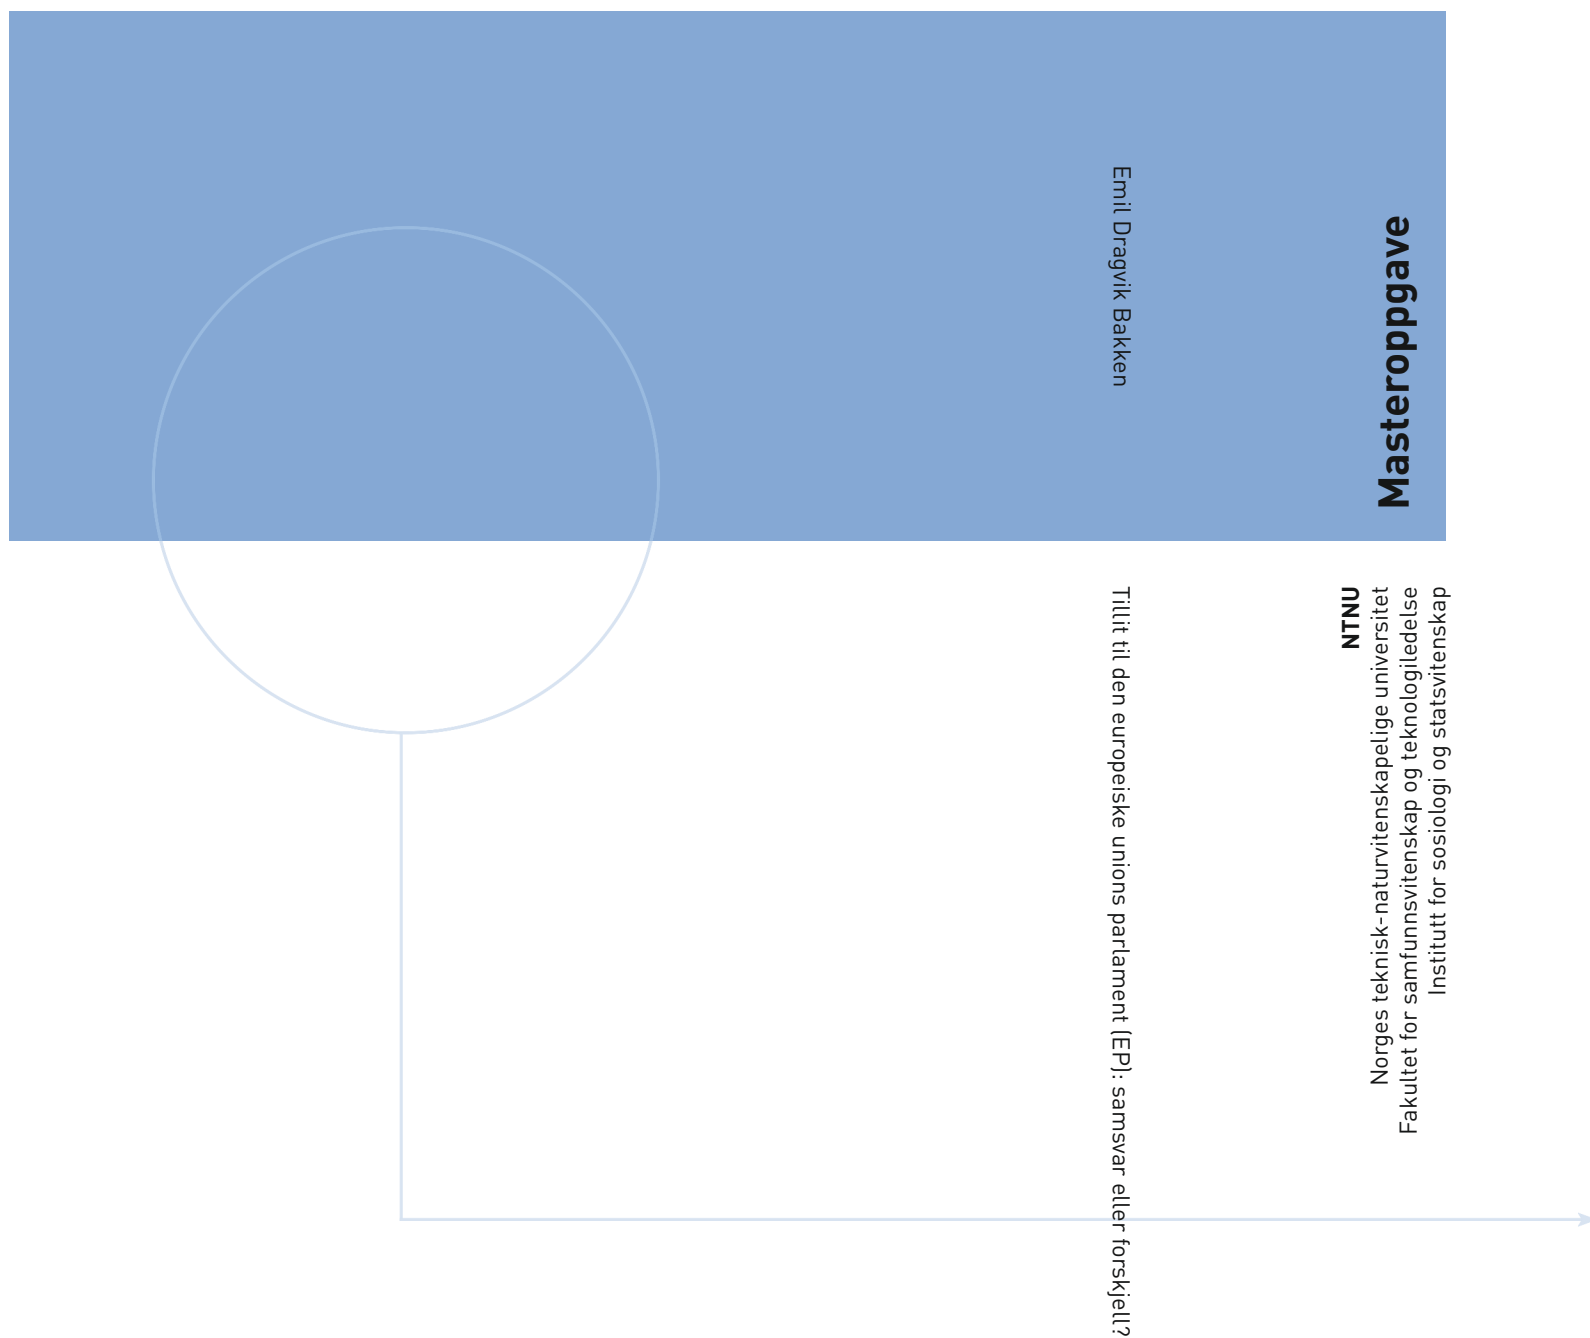 Emil Dragvik Bakken
Tillit til den europeiske unions parlament (EP): samsvar eller forskjell?
Masteroppgave
NTNU
Norges teknisk-naturvitenskapelige universitet
Fakultet for samfunnsvitenskap og teknologiledelse
Institutt for sosiologi og statsvitenskap